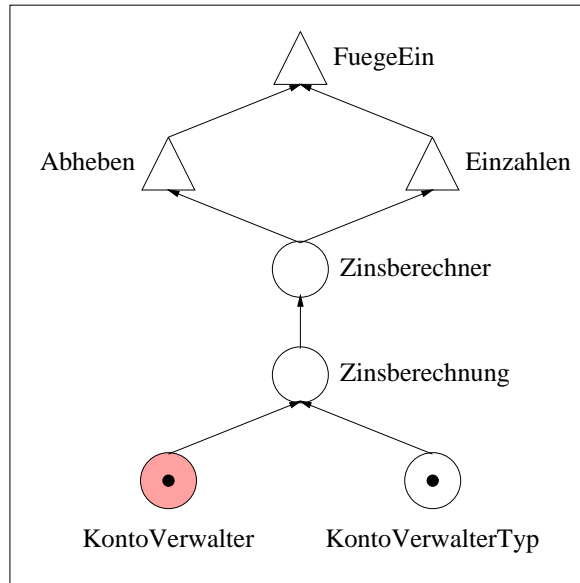 FuegeEin
Abheben
Einzahlen
Zinsberechner
Zinsberechnung
KontoVerwalter
KontoVerwalterTyp